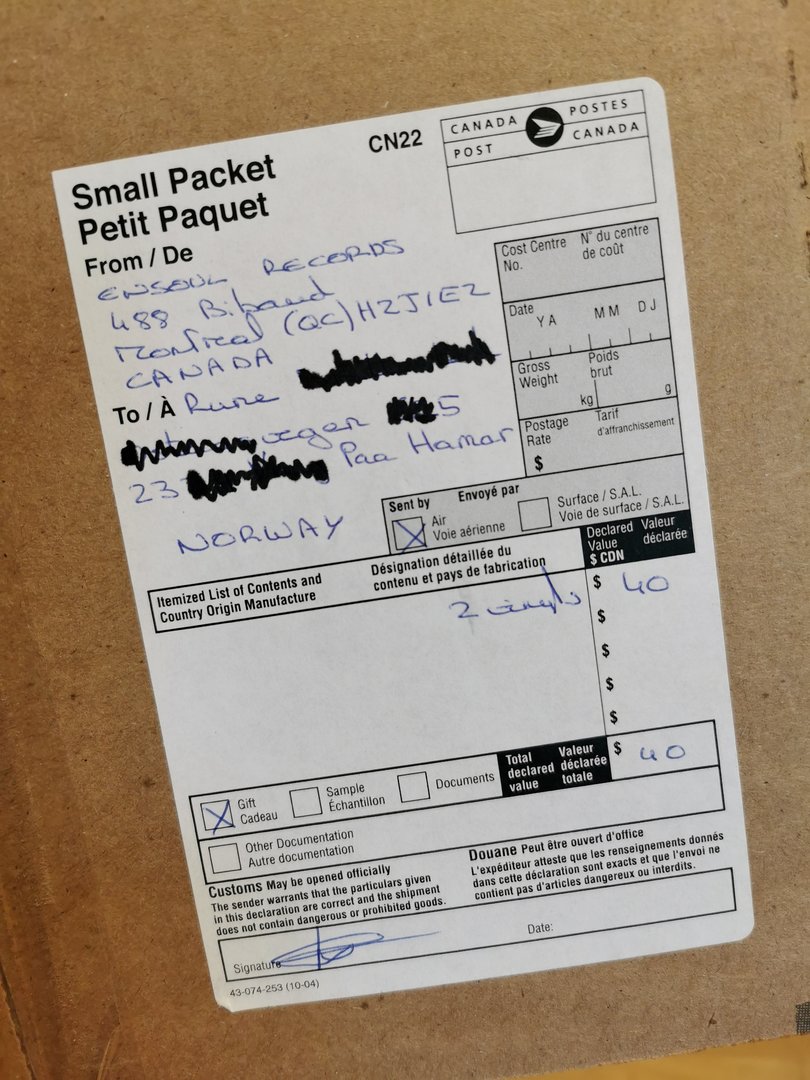 Small Packet
Petit Paquet
CN22
CANADA POSTES
POST CANADA
From / De
ENSOUL RECORDS
488 Bibaud
Montreal (QC) H2J1E2
CANADA
To / À Rune
vegen 5
23 Paa Hamar
NORWAY
Cost Centre N° du centre
No. de coût
Date
Y A M M D J
Gross Poids
Weight brut
kg g
Postage Tarif
Rate d'affranchissement
$
Sent by Envoyé par
X Air
Voie aérienne
Surface / S.A.L.
Voie de surface / S.A.L.
Itemized List of Contents and
Country Origin Manufacture
Désignation détaillée du
contenu et pays de fabrication
Declared Valeur
Value déclarée
$ CDN
2 vinyls $ 40
$
$
$
$
X Gift
Cadeau
Sample
Échantillon
Documents
Total Valeur
declared déclarée
value totale
$ 40
Other Documentation
Autre documentation
Customs May be opened officially
The sender warrants that the particulars given
in this declaration are correct and the shipment
does not contain dangerous or prohibited goods.
Douane Peut être ouvert d'office
L'expéditeur atteste que les renseignements donnés
dans cette déclaration sont exacts et que l'envoi ne
contient pas d'articles dangereux ou interdits.
Signature
Date:
43-074-253 (10-04)